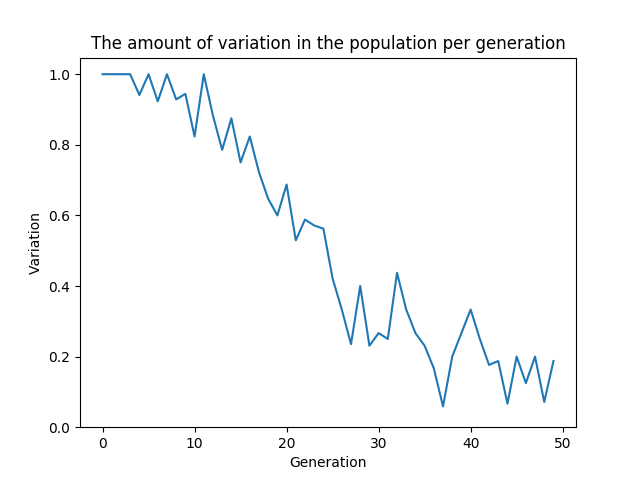 The amount of variation in the population per generation
1.0
0.8
0.6
0.4
0.2
0.0
Variation
0 10 20 30 40 50
Generation